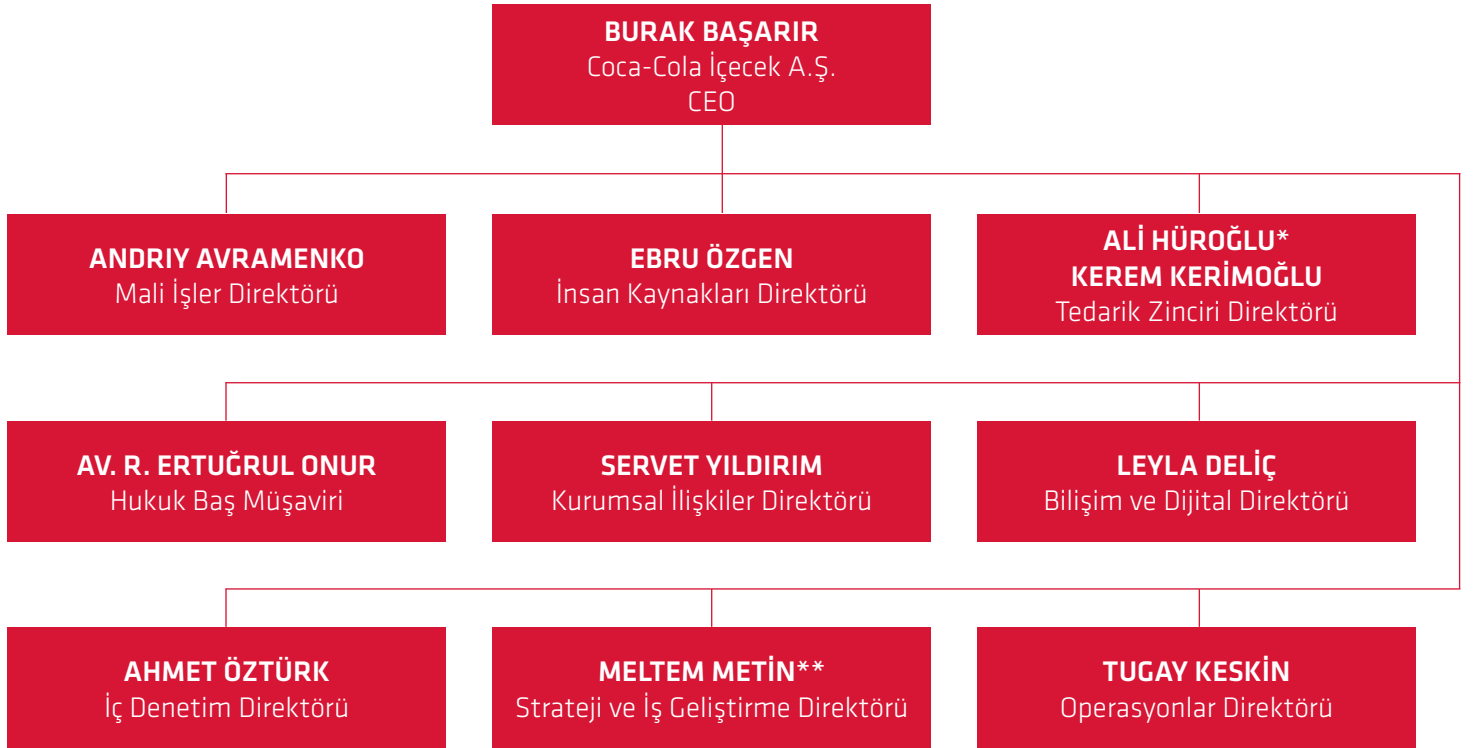 BURAK BAŞARIR
Coca-Cola İçecek A.Ş.
CEO
ANDRIY AVRAMENKO
Mali İşler Direktörü
EBRU ÖZGEN
İnsan Kaynakları Direktörü
ALİ HÜROĞLU*
KEREM KERİMOĞLU
Tedarik Zinciri Direktörü
AV. R. ERTUĞRUL ONUR
Hukuk Baş Müşaviri
SERVET YILDIRIM
Kurumsal İlişkiler Direktörü
LEYLA DELİÇ
Bilişim ve Dijital Direktörü
AHMET ÖZTÜRK
İç Denetim Direktörü
MELTEM METİN**
Strateji ve İş Geliştirme Direktörü
TUGAY KESKİN
Operasyonlar Direktörü